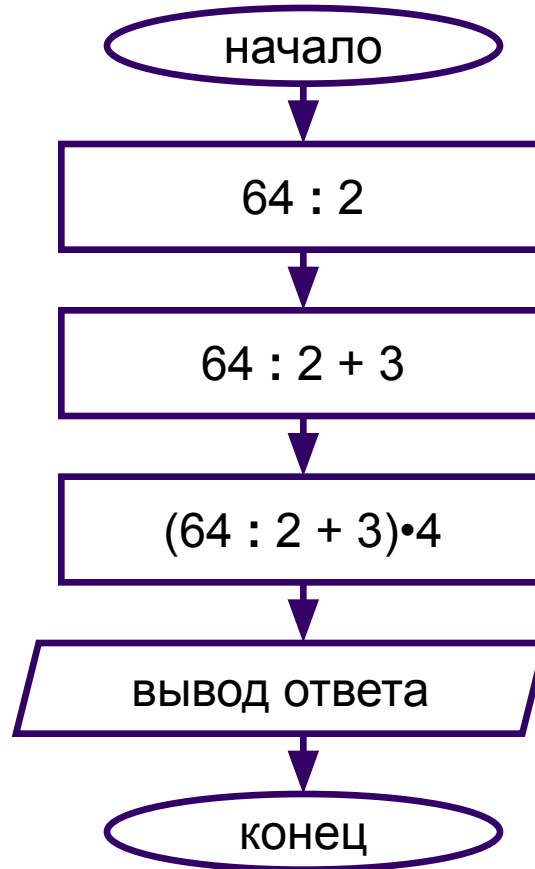 начало
64 : 2
64 : 2 + 3
(64 : 2 + 3)•4
вывод ответа
конец